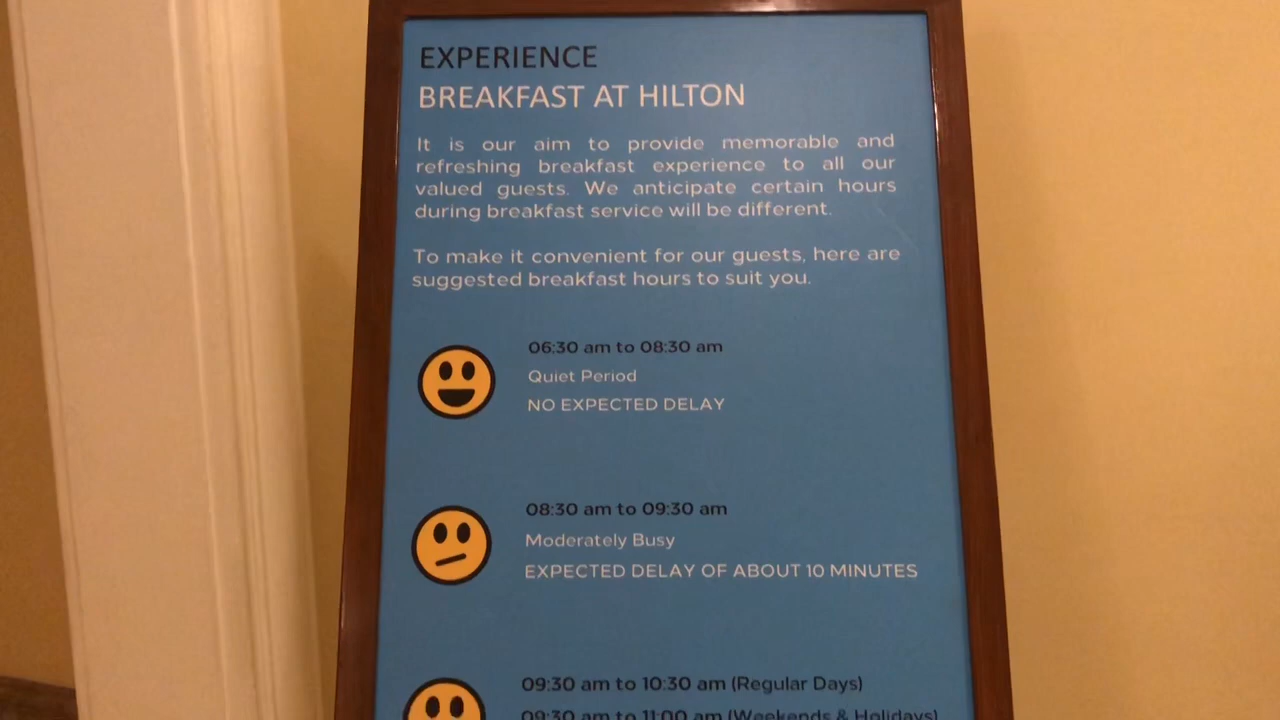 EXPERIENCE
BREAKFAST AT HILTON
It is our aim to provide memorable and
refreshing breakfast experience to all our
valued guests. We anticipate certain hours
during breakfast service will be different.
To make it convenient for our guests, here are
suggested breakfast hours to suit you.
06:30 am to 08:30 am
Quiet Period
NO EXPECTED DELAY
08:30 am to 09:30 am
Moderately Busy
EXPECTED DELAY OF ABOUT 10 MINUTES
09:30 am to 10:30 am (Regular Days)
09:30 am to 11:00 am (Weekends & Holidays)